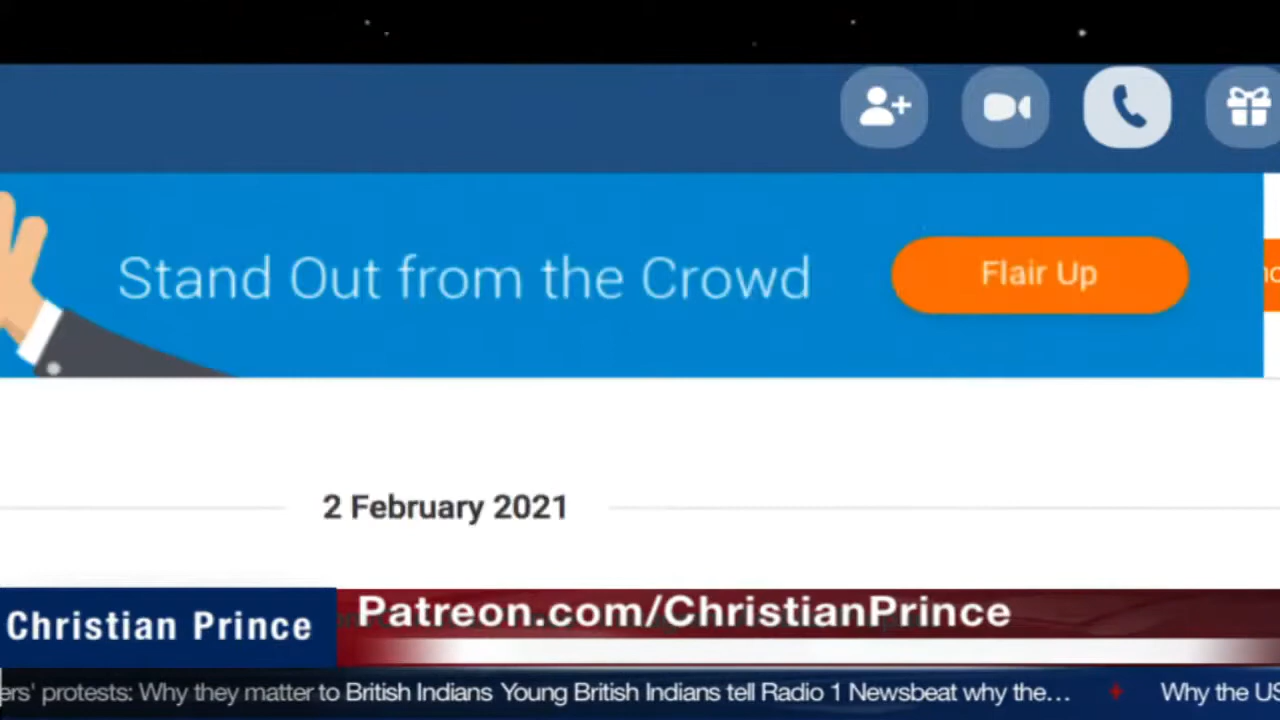 Stand Out from the Crowd
Flair Up
2 February 2021
Christian Prince
Patreon.com/ChristianPrince
ers' protests: Why they matter to British Indians Young British Indians tell Radio 1 Newsbeat why the... Why the US